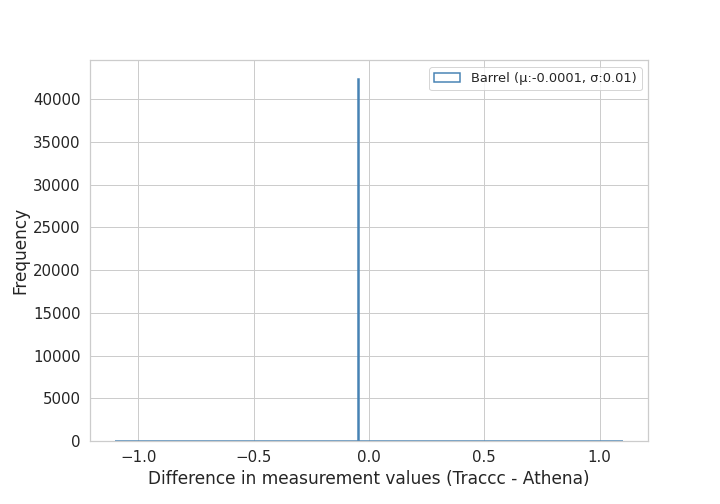 Barrel (μ:-0.0001, σ:0.01)
40000
35000
30000
25000
20000
15000
10000
5000
0
Frequency
−1.0 −0.5 0.0 0.5 1.0
Difference in measurement values (Traccc - Athena)